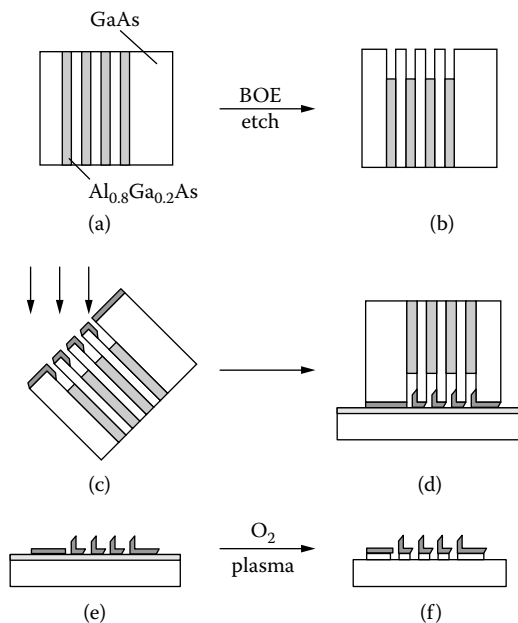 GaAs
BOE
etch
Al₀.₈Ga₀.₂As
(a)
(b)
(c)
(d)
O₂
plasma
(e)
(f)